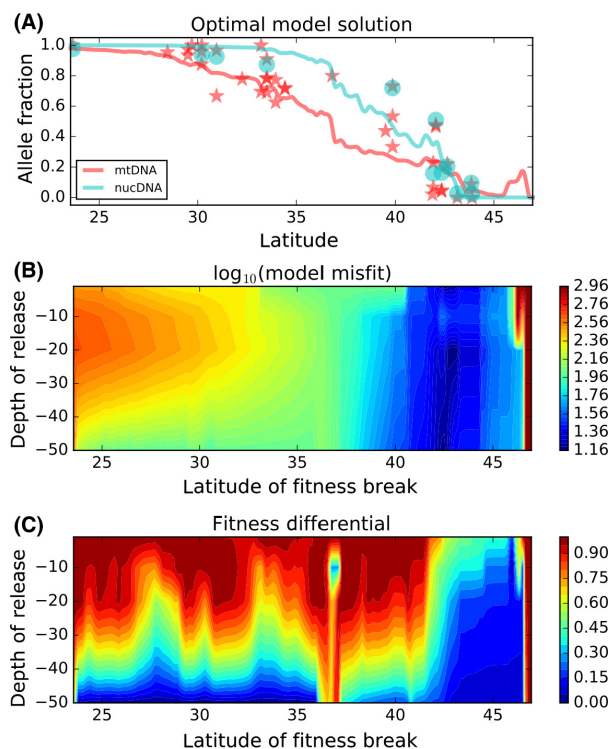 (A)
Optimal model solution
Allele fraction
1.0
0.8
0.6
0.4
0.2
0.0
mtDNA
nucDNA
25 30 35 40 45
Latitude
(B)
log10(model misfit)
Depth of release
−10
−20
−30
−40
−50
25 30 35 40 45
Latitude of fitness break
2.96
2.76
2.56
2.36
2.16
1.96
1.76
1.56
1.36
1.16
(C)
Fitness differential
Depth of release
−10
−20
−30
−40
−50
25 30 35 40 45
Latitude of fitness break
0.90
0.75
0.60
0.45
0.30
0.15
0.00